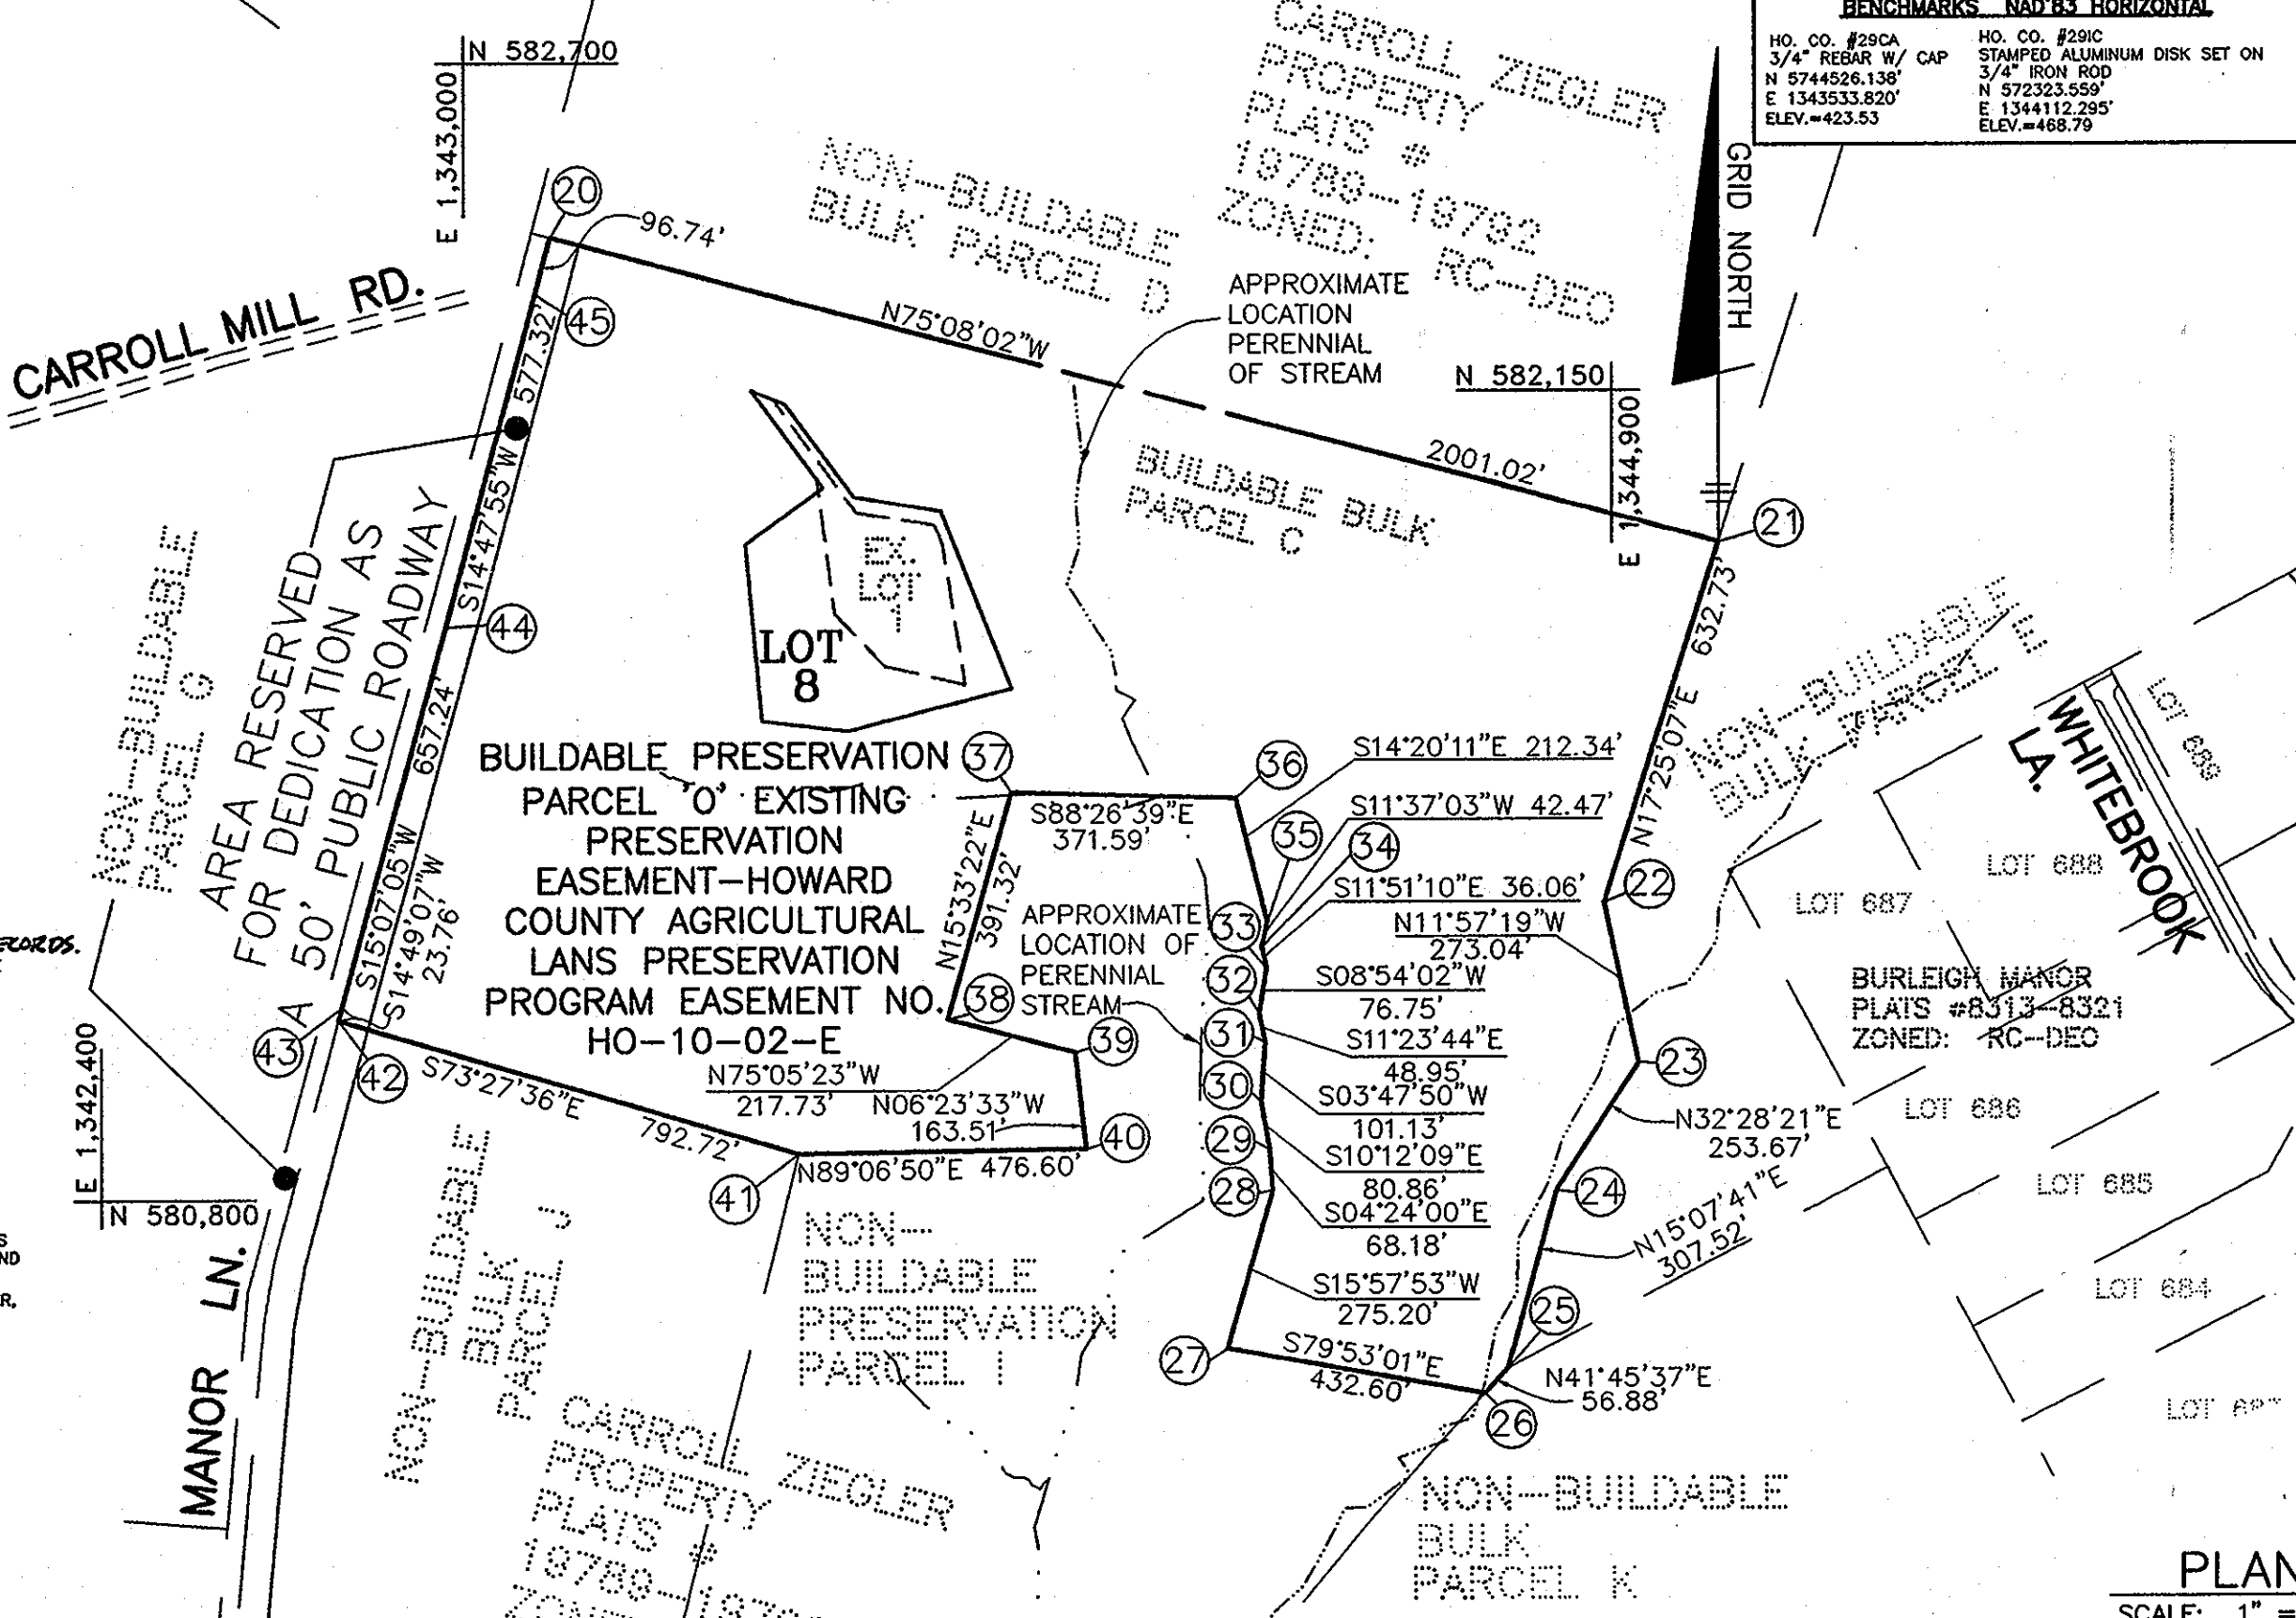 BENCHMARKS NAD'83 HORIZONTAL
HO. CO. #29CA
3/4" REBAR W/ CAP
N 5744526.138'
E 1343533.820'
ELEV.=423.53
HO. CO. #29IC
STAMPED ALUMINUM DISK SET ON
3/4" IRON ROD
N 572323.559'
E 1344112.295'
ELEV.=468.79
N 582,700
E 1,343,000
CARROLL ZIEGLER
PROPERTY
PLATS #
19789--19792
ZONED: RC--DEO
GRID NORTH
NON--BUILDABLE
BULK PARCEL D
20
96.74'
45
CARROLL MILL RD.
N75°08'02"W
2001.02'
APPROXIMATE
LOCATION
PERENNIAL
OF STREAM
N 582,150
E 1,344,900
BUILDABLE BULK
PARCEL C
21
577.32'
S14°47'55"W
44
EX.
LOT
1
LOT
8
NON--BUILDABLE
PARCEL G
AREA RESERVED
FOR DEDICATION AS
A 50' PUBLIC ROADWAY
657.24'
S15°07'05"W
S14°49'07"W
23.76'
BUILDABLE PRESERVATION
PARCEL 'O' EXISTING
PRESERVATION
EASEMENT-HOWARD
COUNTY AGRICULTURAL
LANS PRESERVATION
PROGRAM EASEMENT NO.
HO-10-02-E
37
36
S88°26'39"E
371.59'
N15°33'22"E
391.32'
S14°20'11"E 212.34'
35
S11°37'03"W 42.47'
34
S11°51'10"E 36.06'
33
N11°57'19"W
273.04'
32
S08°54'02"W
76.75'
31
S11°23'44"E
48.95'
30
S03°47'50"W
101.13'
29
S10°12'09"E
80.86'
28
S04°24'00"E
68.18'
S15°57'53"W
275.20'
27
S79°53'01"E
432.60'
632.73'
N17°25'07"E
22
23
N32°28'21"E
253.67'
24
N15°07'41"E
307.52'
25
N41°45'37"E
56.88'
26
APPROXIMATE
LOCATION OF
PERENNIAL
STREAM
38
39
N75°05'23"W
217.73'
N06°23'33"W
163.51'
40
N89°06'50"E 476.60'
41
S73°27'36"E
792.72'
42
43
NON--BUILDABLE
BULK PARCEL E
WHITEBROOK
LA.
LOT 689
LOT 688
LOT 687
BURLEIGH MANOR
PLATS #8313-8321
ZONED: RC--DEO
LOT 686
LOT 685
LOT 684
LOT
ECORDS.
E 1,342,400
N 580,800
S
ND
R,
MANOR LN.
NON--BUILDABLE
BULK
PARCEL J
NON--
BUILDABLE
PRESERVATION
PARCEL I
CARROLL ZIEGLER
PROPERTY
PLATS #
NON--BUILDABLE
BULK
PARCEL K
PLAN
SCALE: 1" =